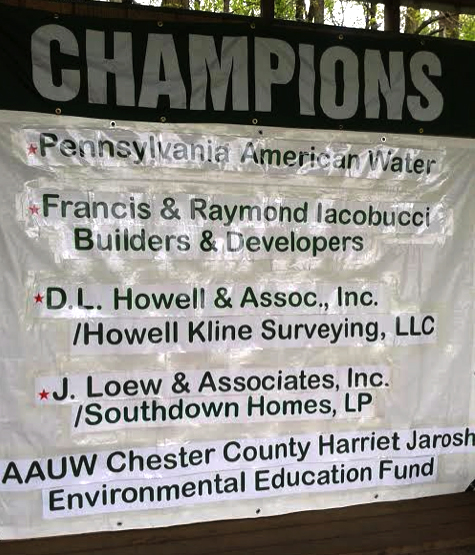 CHAMPIONS
Pennsylvania American Water
Francis & Raymond Iacobucci
Builders & Developers
D.L. Howell & Assoc., Inc.
/Howell Kline Surveying, LLC
J. Loew & Associates, Inc.
/Southdown Homes, LP
AAUW Chester County Harriet Jarosh
Environmental Education Fund